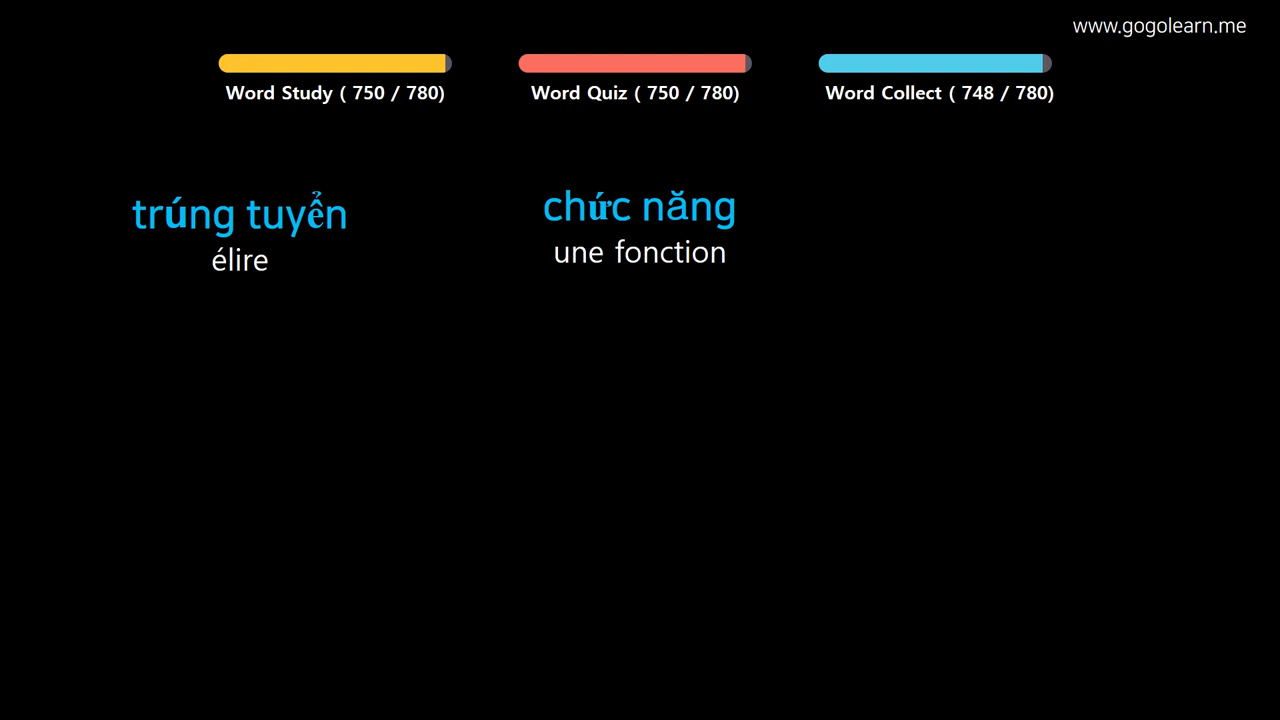 www.gogolearn.me
Word Study ( 750 / 780)
Word Quiz ( 750 / 780)
Word Collect ( 748 / 780)
trúng tuyển
élire
chức năng
une fonction